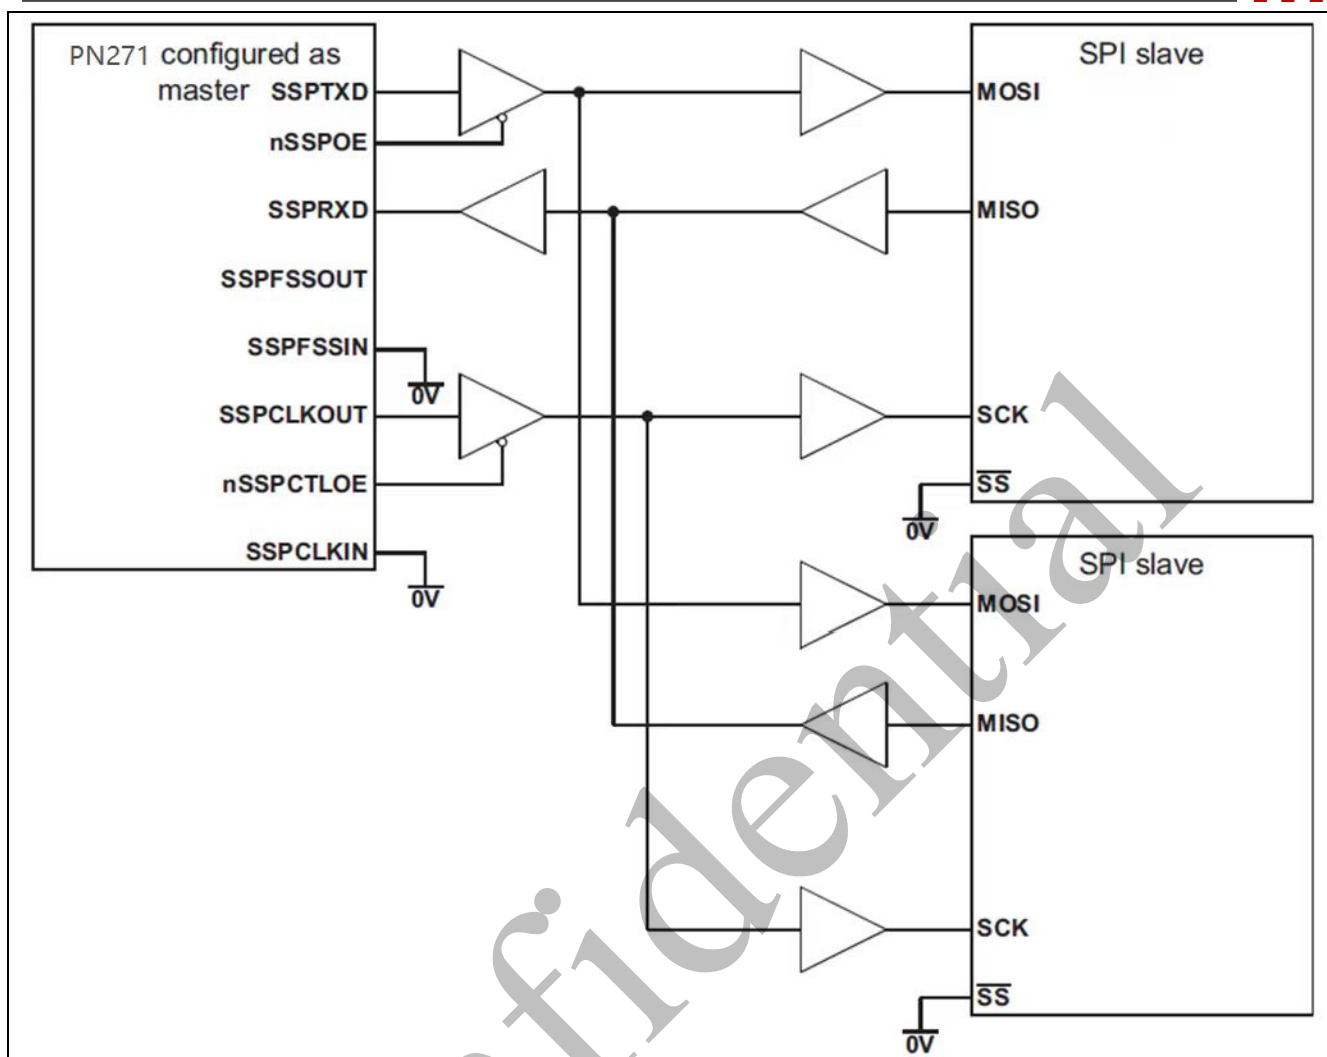 PN271 configured as
master SSPTXD
nSSPOE
SSPRXD
SSPFSSOUT
SSPFSSIN
0V
SSPCLKOUT
nSSPCTLOE
SSPCLKIN
0V
SPI slave
MOSI
MISO
SCK
SS
0V
SPI slave
MOSI
MISO
SCK
SS
0V
fidential